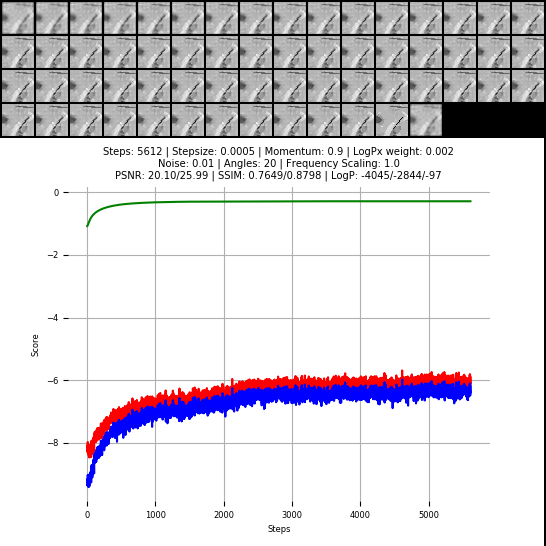 Steps: 5612 | Stepsize: 0.0005 | Momentum: 0.9 | LogPx weight: 0.002
Noise: 0.01 | Angles: 20 | Frequency Scaling: 1.0
PSNR: 20.10/25.99 | SSIM: 0.7649/0.8798 | LogP: -4045/-2844/-97
0
−2
−4
−6
−8
Score
0 1000 2000 3000 4000 5000
Steps